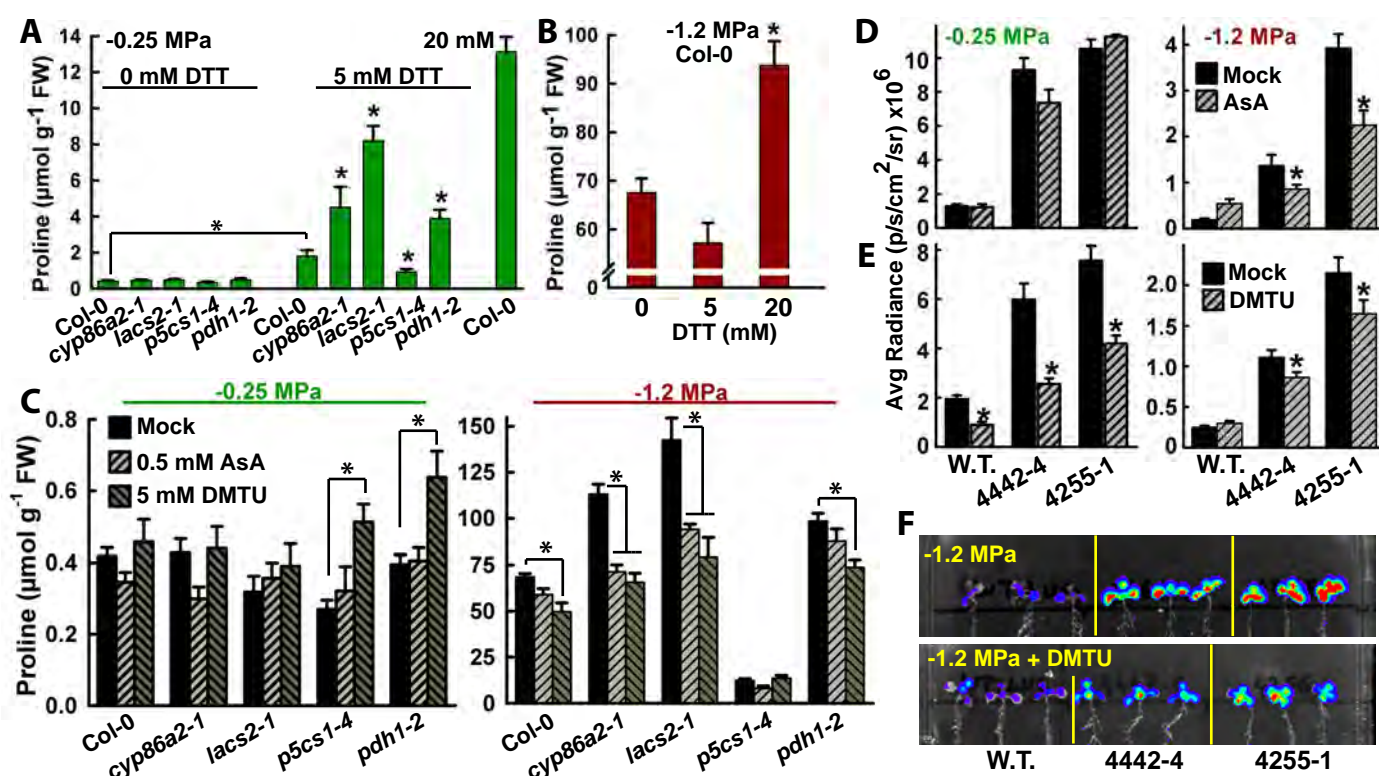 A
-0.25 MPa
0 mM DTT
5 mM DTT
20 mM
Proline (µmol g-1 FW)
14
12
10
8
6
4
2
0
*
*
*
*
*
Col-0
cyp86a2-1
lacs2-1
p5cs1-4
pdh1-2
Col-0
cyp86a2-1
lacs2-1
p5cs1-4
pdh1-2
Col-0
B
-1.2 MPa
Col-0
*
Proline (µmol g-1 FW)
100
90
80
70
60
0
0 5 20
DTT (mM)
C
-0.25 MPa
Mock
0.5 mM AsA
5 mM DMTU
Proline (µmol g-1 FW)
0.8
0.6
0.4
0.2
0.0
*
*
Col-0
cyp86a2-1
lacs2-1
p5cs1-4
pdh1-2
-1.2 MPa
150
125
100
75
50
25
0
*
*
*
*
Col-0
cyp86a2-1
lacs2-1
p5cs1-4
pdh1-2
D
-0.25 MPa
10
8
6
4
2
0
-1.2 MPa
Mock
AsA
4
3
2
1
0
*
*
Avg Radiance (p/s/cm2/sr) x106
E
8
6
4
2
0
*
*
*
W.T.
4442-4
4255-1
Mock
DMTU
2.0
1.5
1.0
0.5
0
*
*
W.T.
4442-4
4255-1
F
-1.2 MPa
-1.2 MPa + DMTU
W.T. 4442-4 4255-1